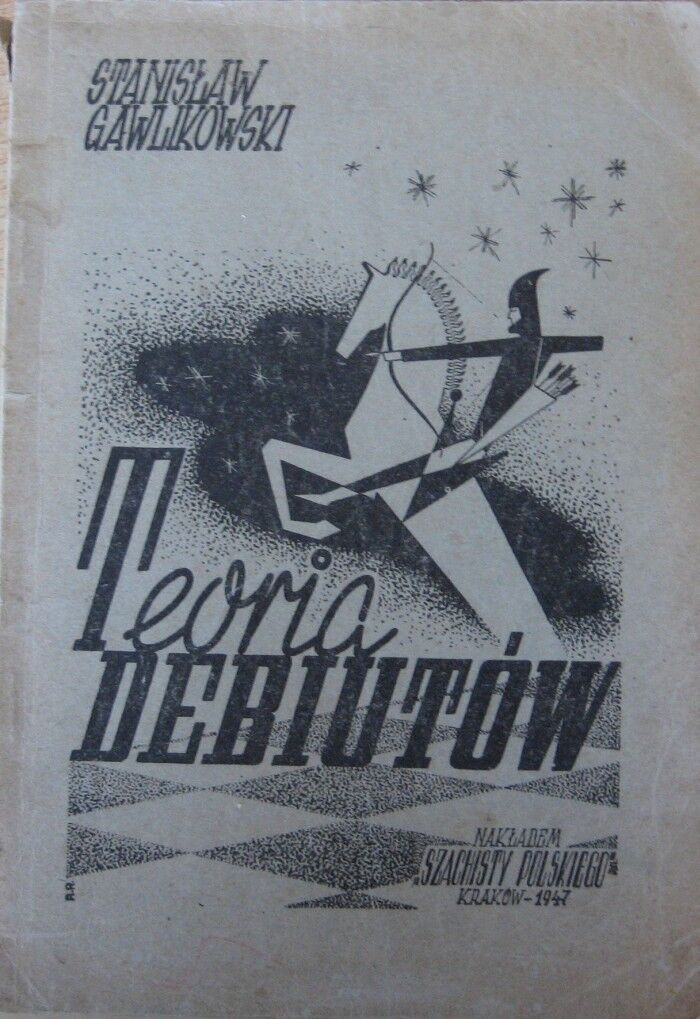 STANISŁAW
GAWLIKOWSKI
Teoria
DEBIUTÓW
NAKŁADEM
„SZACHISTY POLSKIEGO"
KRAKÓW - 1947
A.R.